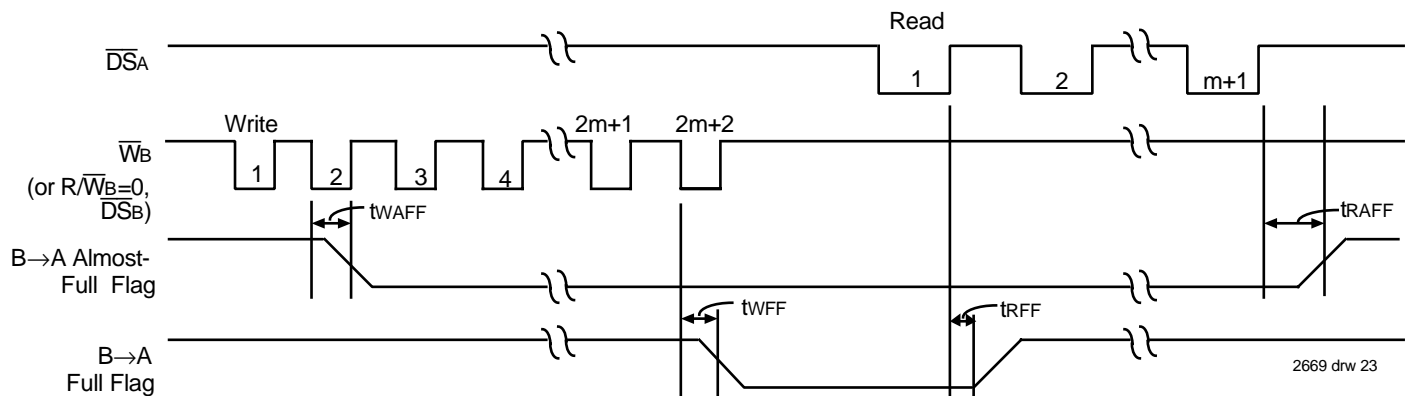 Read
DSA
1
2
m+1
Write
2m+1
2m+2
WB
(or R/WB=0,
DSB)
1
2
3
4
tWAFF
tRAFF
B→A Almost-
Full Flag
tWFF
tRFF
B→A
Full Flag
2669 drw 23